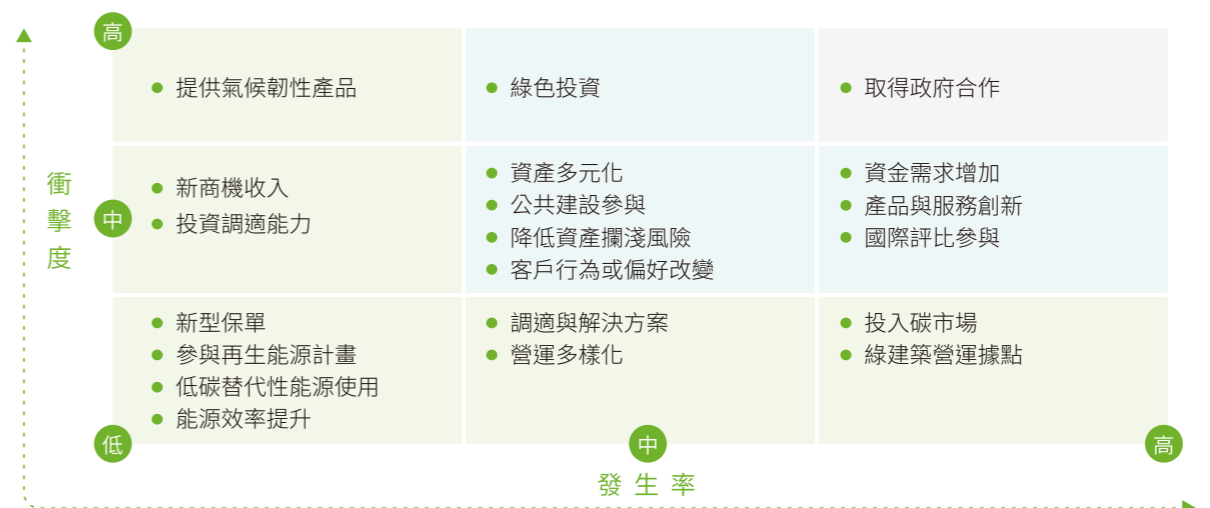 高
提供氣候韌性產品
綠色投資
取得政府合作
衝擊度
中
新商機收入
投資調適能力
資產多元化
公共建設參與
降低資產擱淺風險
客戶行為或偏好改變
資金需求增加
產品與服務創新
國際評比參與
新型保單
參與再生能源計畫
低碳替代性能源使用
能源效率提升
調適與解決方案
營運多樣化
投入碳市場
綠建築營運據點
低
中
高
發生率